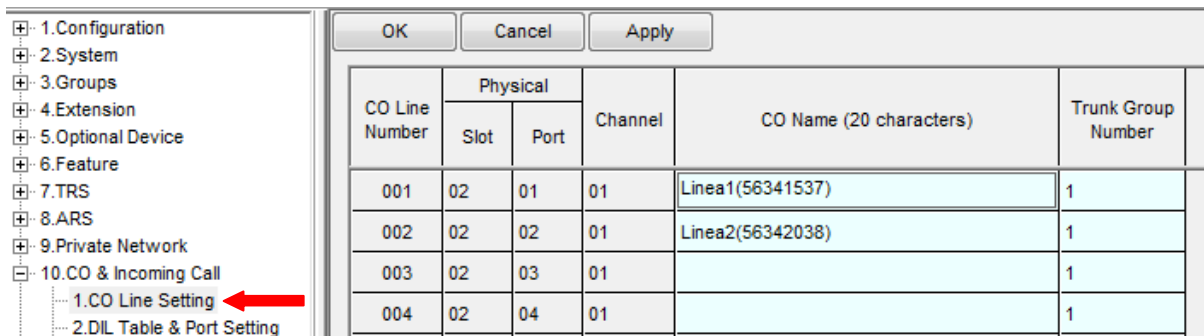 1.Configuration
2.System
3.Groups
4.Extension
5.Optional Device
6.Feature
7.TRS
8.ARS
9.Private Network
10.CO & Incoming Call
1.CO Line Setting
2.DIL Table & Port Setting
OK Cancel Apply
CO Line Number Physical Slot Port Channel CO Name (20 characters) Trunk Group Number
001 02 01 01 Linea1(56341537) 1
002 02 02 01 Linea2(56342038) 1
003 02 03 01 1
004 02 04 01 1